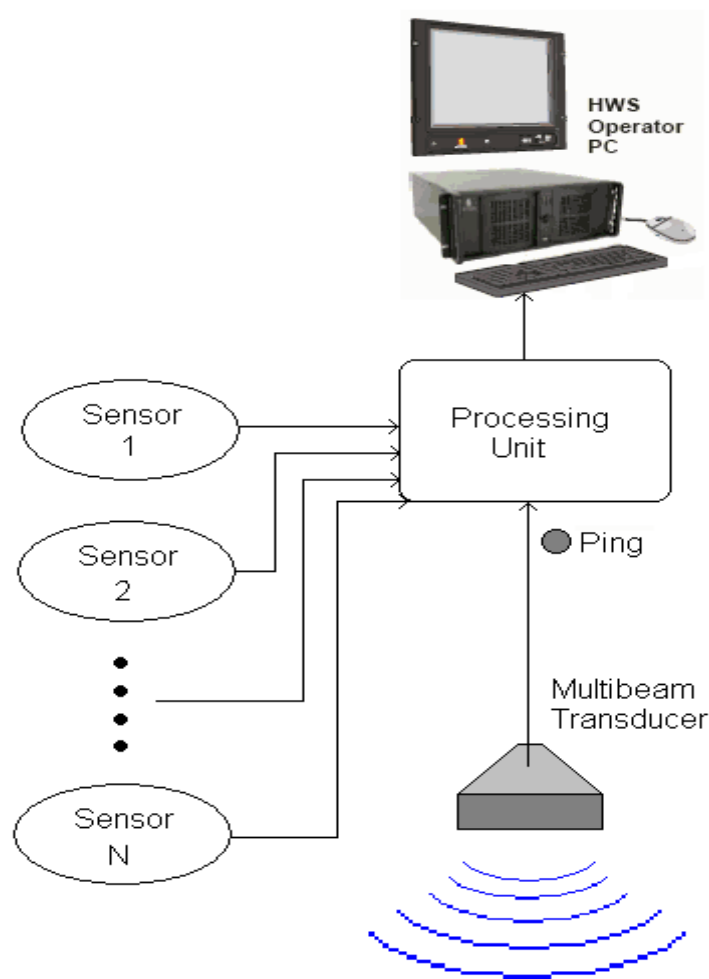 HWS
Operator
PC
Sensor
1
Processing
Unit
Sensor
2
Ping
Multibeam
Transducer
Sensor
N